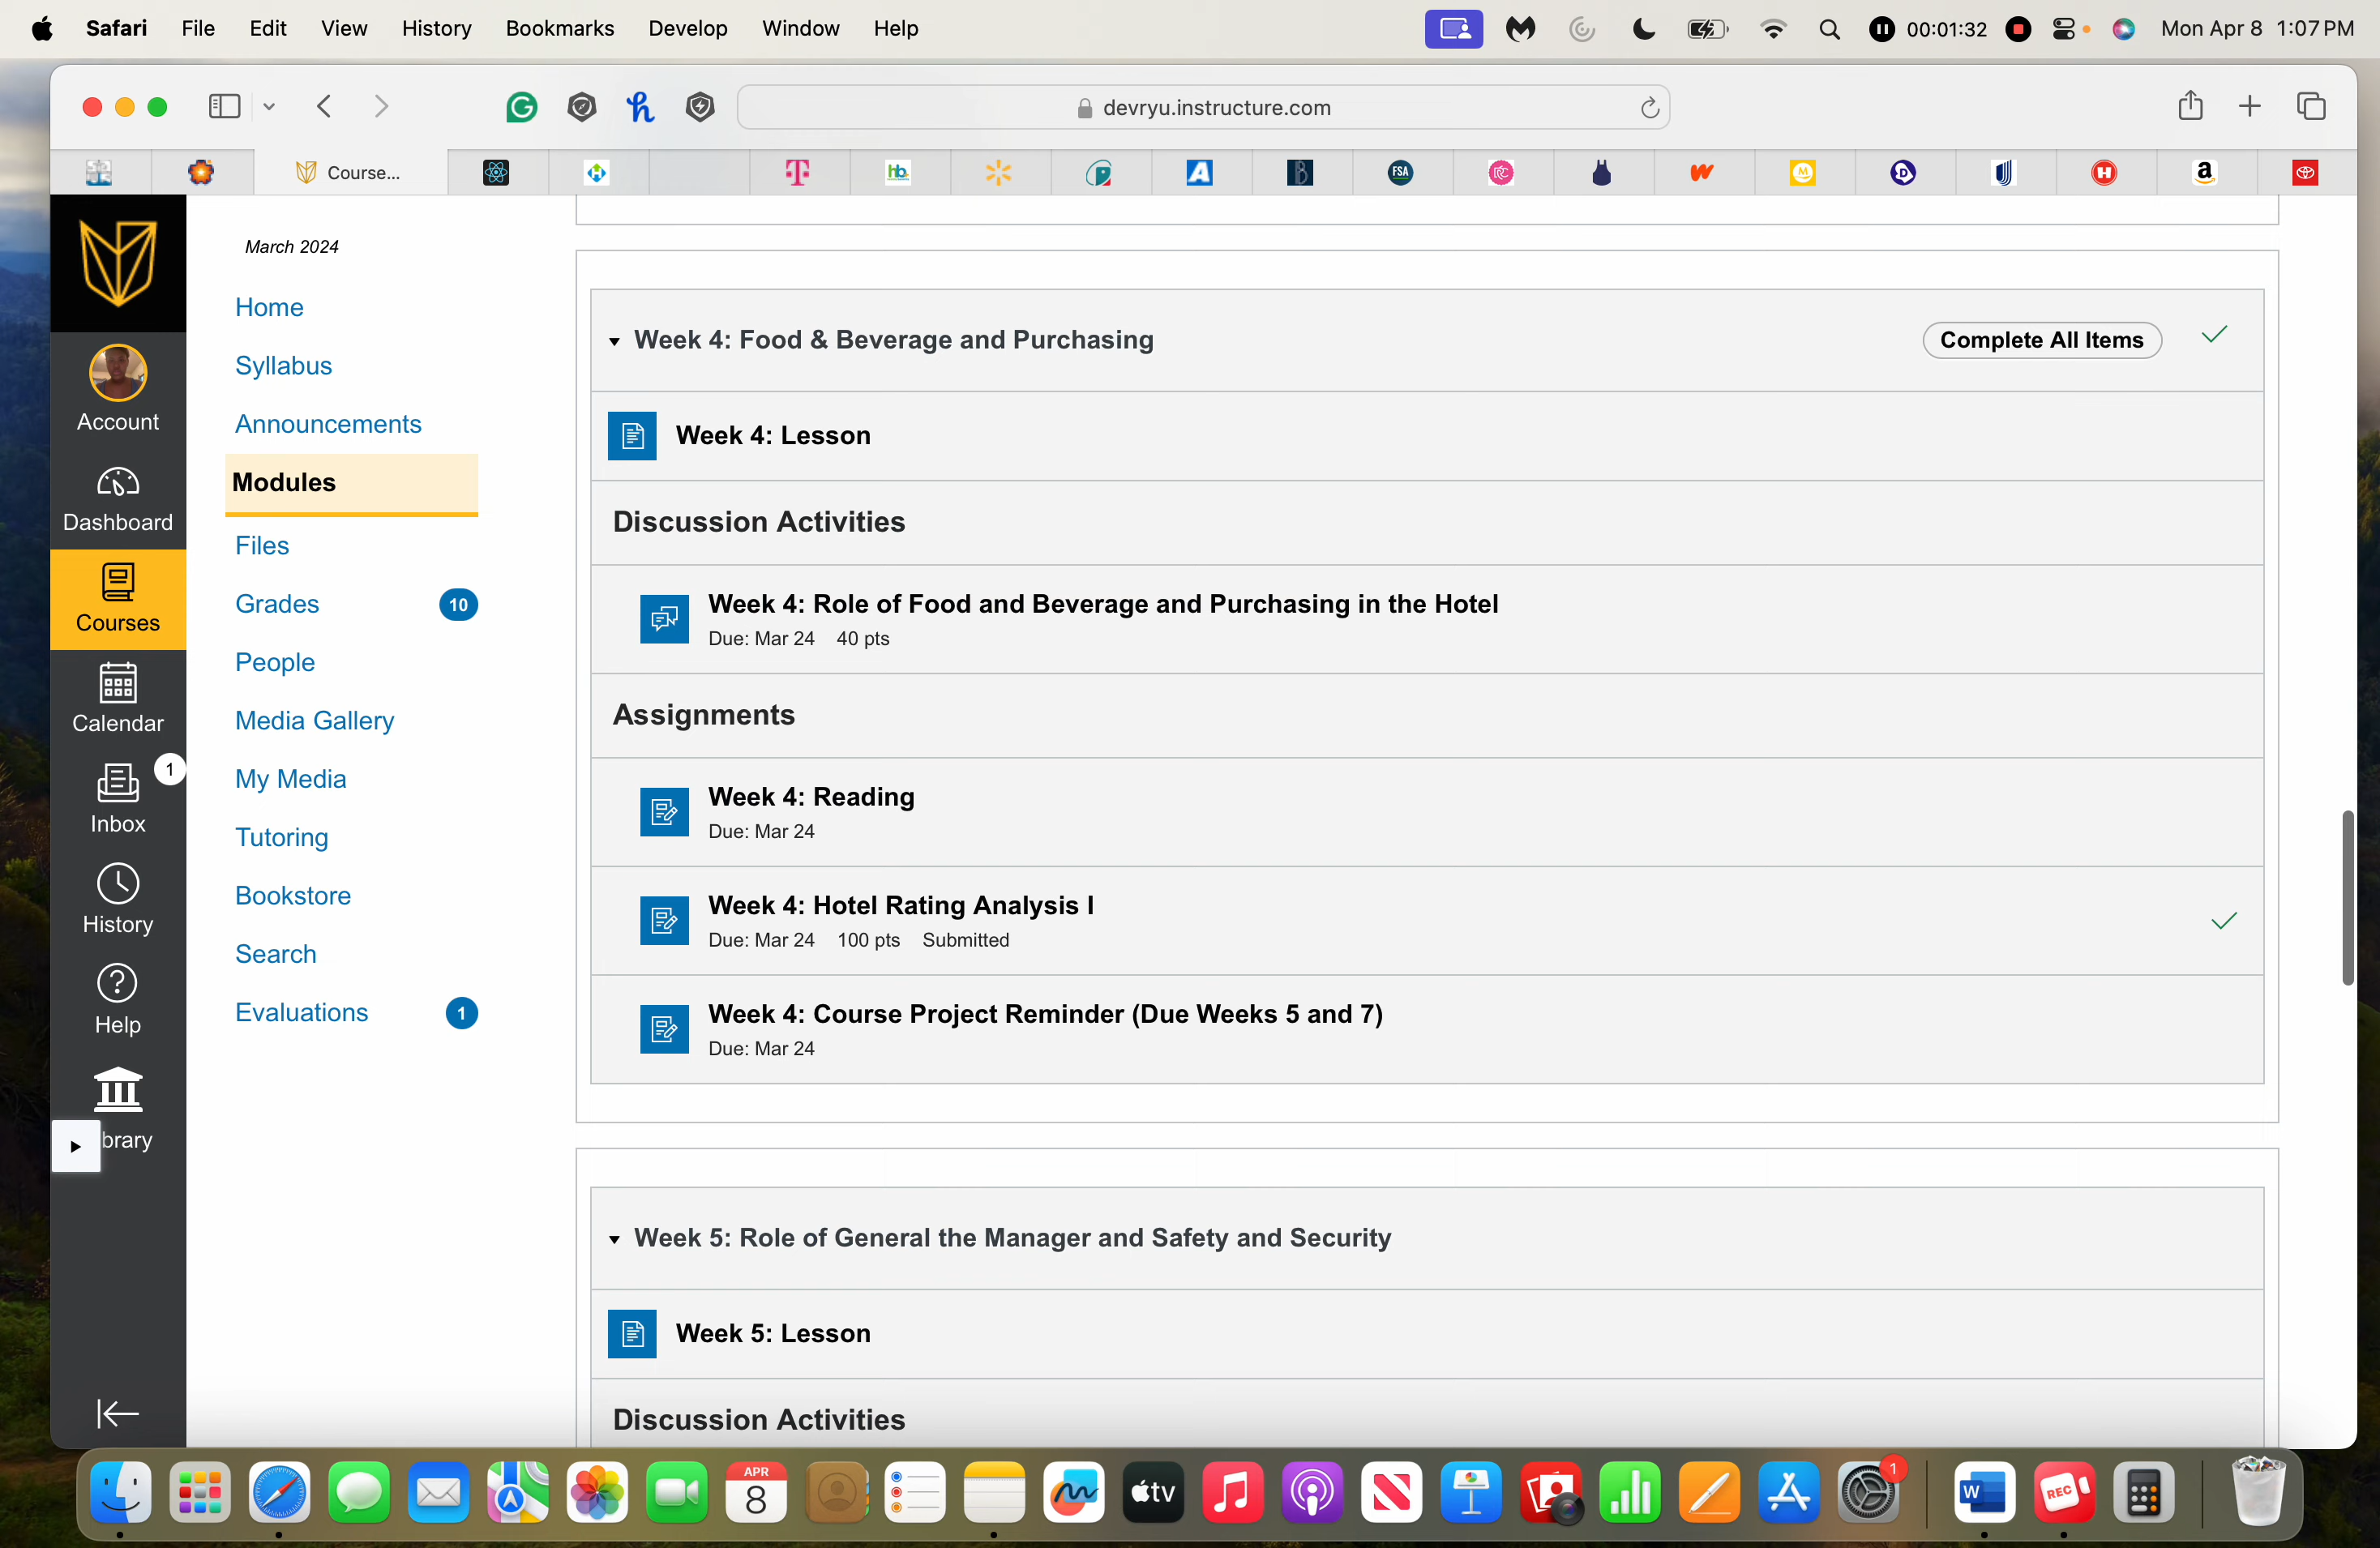 Safari File Edit View History Bookmarks Develop Window Help 00:01:32 Mon Apr 8 1:07 PM
devryu.instructure.com
Course... hb. A B FSA RC M D H a
March 2024
Home
Syllabus
Announcements
Modules
Files
Grades 10
People
Media Gallery
My Media
Tutoring
Bookstore
Search
Evaluations 1
Account
Dashboard
Courses
Calendar
1
Inbox
History
Help
brary
Week 4: Food & Beverage and Purchasing Complete All Items
Week 4: Lesson
Discussion Activities
Week 4: Role of Food and Beverage and Purchasing in the Hotel
Due: Mar 24 40 pts
Assignments
Week 4: Reading
Due: Mar 24
Week 4: Hotel Rating Analysis I
Due: Mar 24 100 pts Submitted
Week 4: Course Project Reminder (Due Weeks 5 and 7)
Due: Mar 24
Week 5: Role of General the Manager and Safety and Security
Week 5: Lesson
Discussion Activities
APR
8
tv
1
W
REC